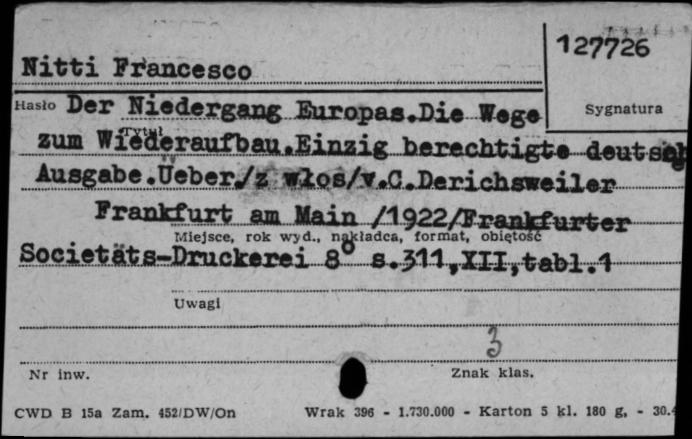 127726
Nitti Francesco
Hasło Der Niedergang Europas.Die Wege
Sygnatura
Tytuł
zum Wiederaufbau.Einzig berechtigte deutsch
Ausgabe.Ueber/z włos/v.C.Derichsweiler
Frankfurt am Main /1922/Frankfurter
Miejsce, rok wyd., nakładca, format, objętość
Societäts-Druckerei 8° s.311,XII,tabl.1
Uwagi
3
Nr inw.
Znak klas.
CWD B 15a Zam. 452/DW/On Wrak 396 - 1.730.000 - Karton 5 kl. 180 g, - 30.4